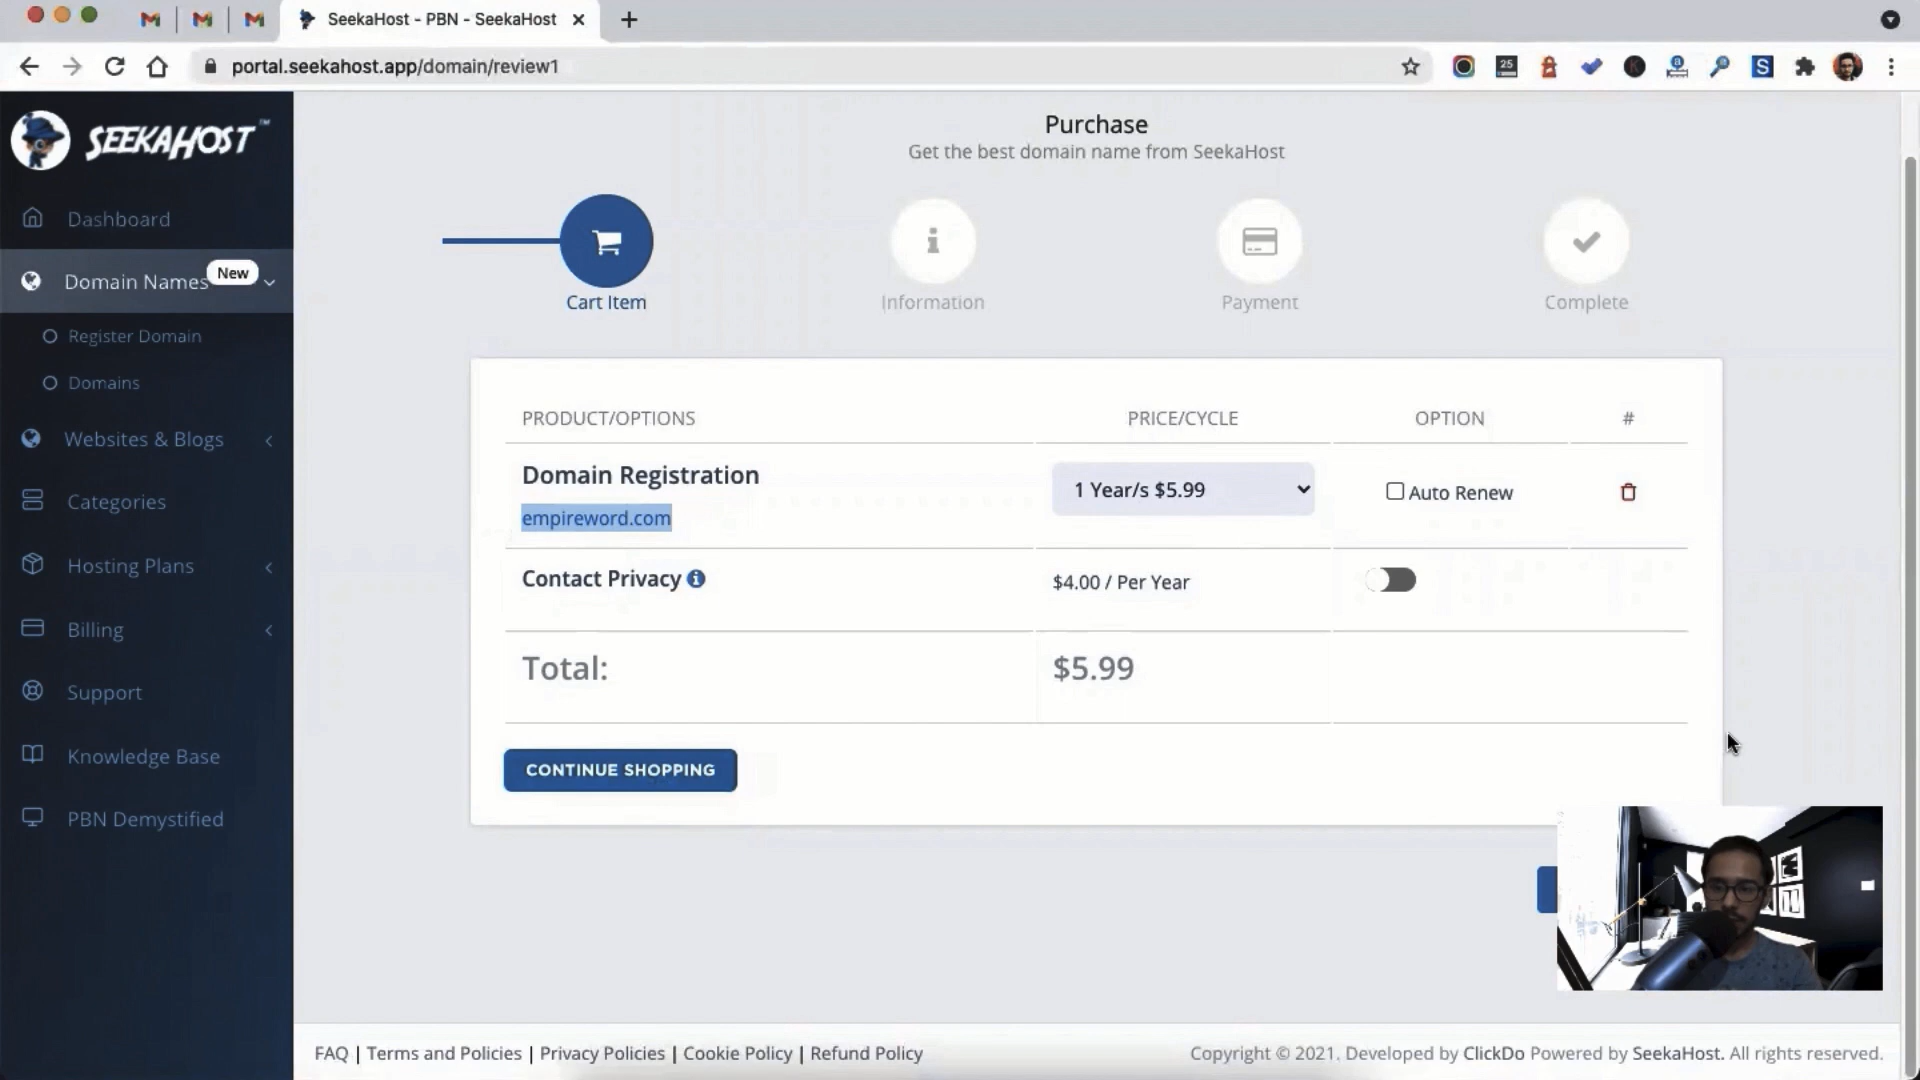 SeekaHost - PBN - SeekaHost
portal.seekahost.app/domain/review1
25
S
SEEKAHOST™
Dashboard
Domain Names New
Register Domain
Domains
Websites & Blogs
Categories
Hosting Plans
Billing
Support
Knowledge Base
PBN Demystified
Purchase
Get the best domain name from SeekaHost
Cart Item Information Payment Complete
PRODUCT/OPTIONS PRICE/CYCLE OPTION #
Domain Registration
empireword.com
1 Year/s $5.99
Auto Renew
Contact Privacy
$4.00 / Per Year
Total: $5.99
CONTINUE SHOPPING
FAQ | Terms and Policies | Privacy Policies | Cookie Policy | Refund Policy
Copyright © 2021. Developed by ClickDo Powered by SeekaHost. All rights reserved.